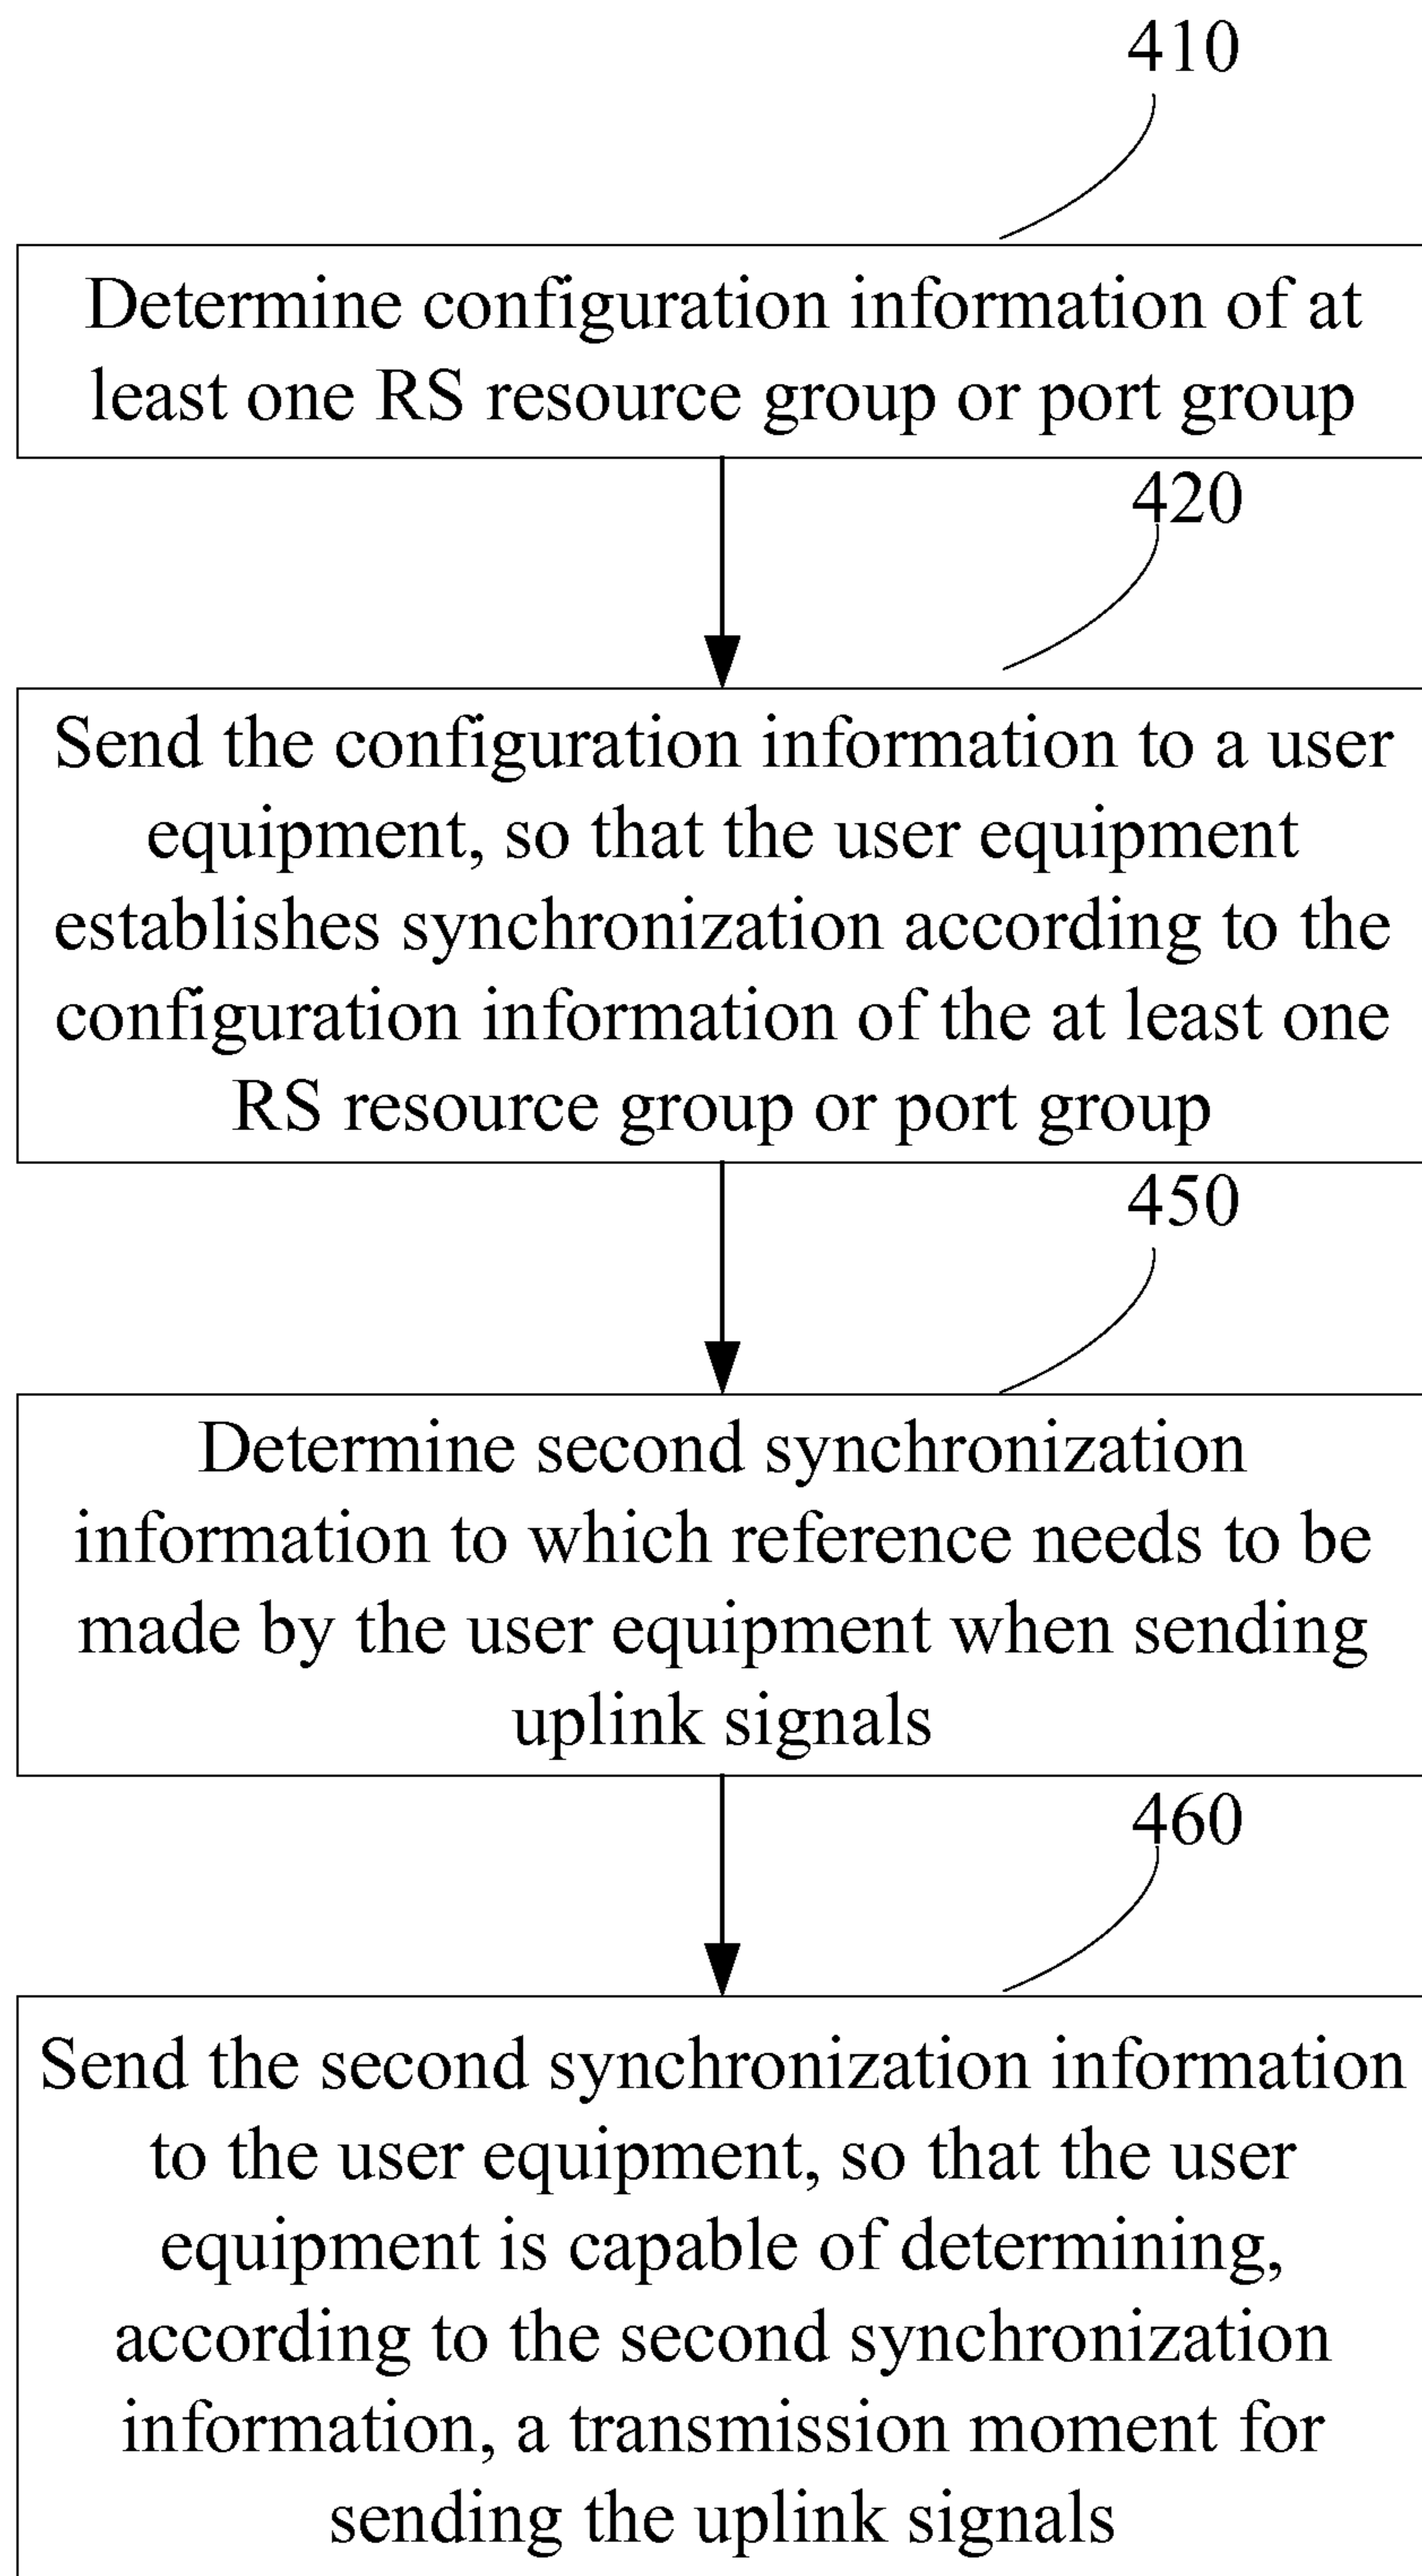 410
Determine configuration information of at
least one RS resource group or port group
420
Send the configuration information to a user
equipment, so that the user equipment
establishes synchronization according to the
configuration information of the at least one
RS resource group or port group
450
Determine second synchronization
information to which reference needs to be
made by the user equipment when sending
uplink signals
460
Send the second synchronization information
to the user equipment, so that the user
equipment is capable of determining,
according to the second synchronization
information, a transmission moment for
sending the uplink signals